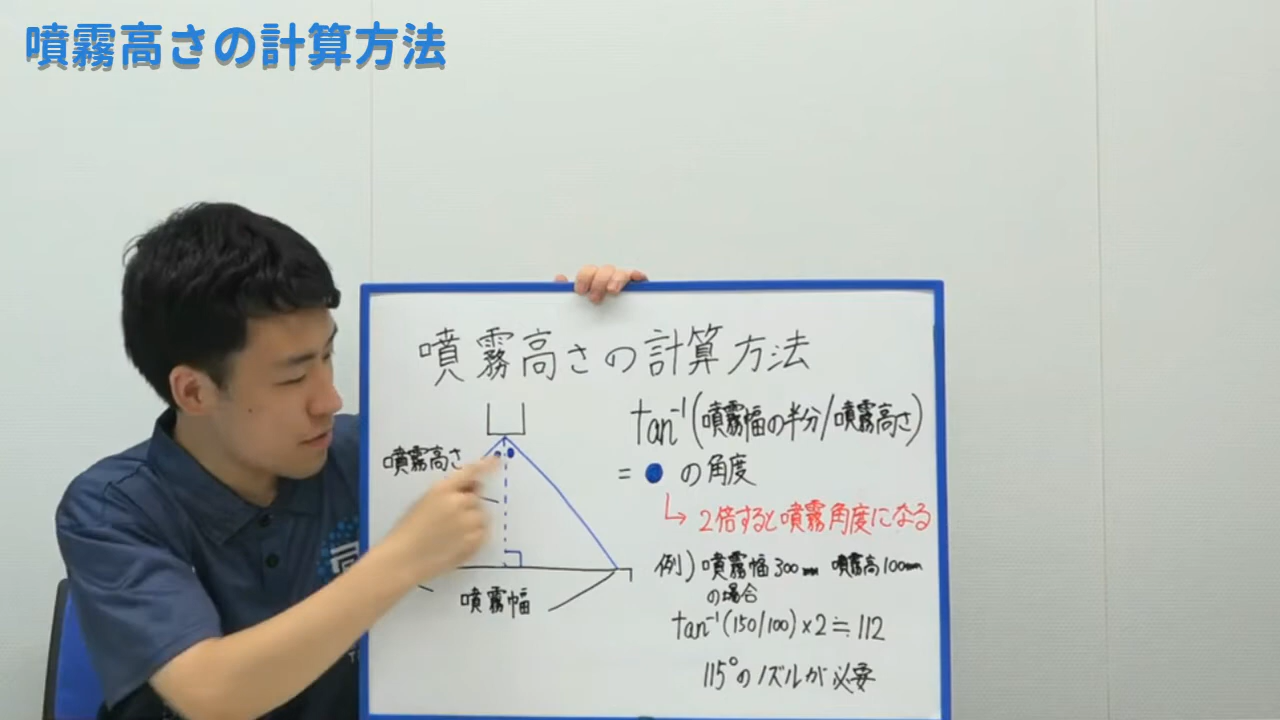 噴霧高さの計算方法
噴霧高さの計算方法
噴霧高さ
噴霧幅
tan⁻¹(噴霧幅の半分/噴霧高さ)
= ● の角度
↳ 2倍すると噴霧角度になる
例) 噴霧幅300mm 噴霧高100mm
の場合
tan⁻¹(150/100)×2≒112
115°のノズルが必要